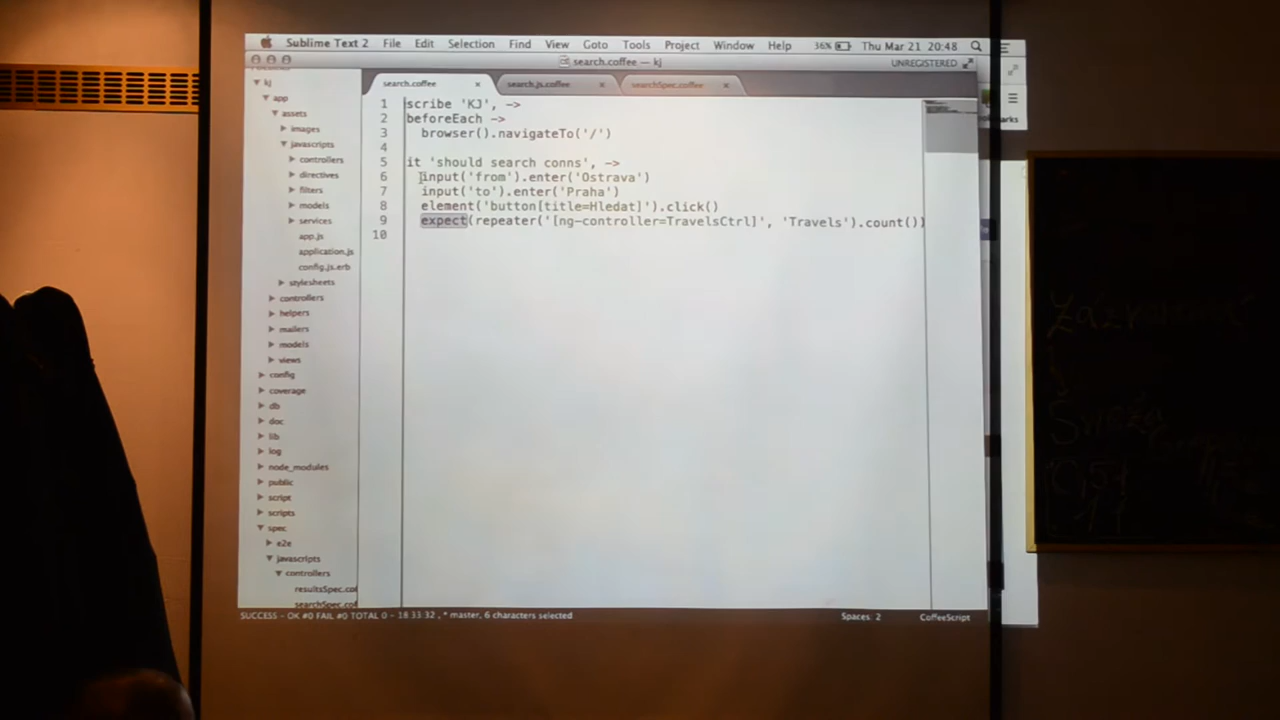 Sublime Text 2 File Edit Selection Find View Goto Tools Project Window Help 36% Thu Mar 21 20:48
search.coffee — kj UNREGISTERED
search.coffee × search.js.coffee × searchSpec.coffee ×
kj
app
assets
images
javascripts
controllers
directives
filters
models
services
app.js
application.js
config.js.erb
stylesheets
controllers
helpers
mailers
models
views
config
coverage
db
doc
lib
log
node_modules
public
script
scripts
spec
e2e
javascripts
controllers
resultsSpec.cof
searchSpec.cof
1 scribe 'KJ', ->
2 beforeEach ->
3 browser().navigateTo('/')
4
5 it 'should search conns', ->
6 input('from').enter('Ostrava')
7 input('to').enter('Praha')
8 element('button[title=Hledat]').click()
9 expect(repeater('[ng-controller=TravelsCtrl]', 'Travels').count())
10
SUCCESS - OK #0 FAIL #0 TOTAL 0 - 18:33:32 , * master, 6 characters selected Spaces: 2 CoffeeScript